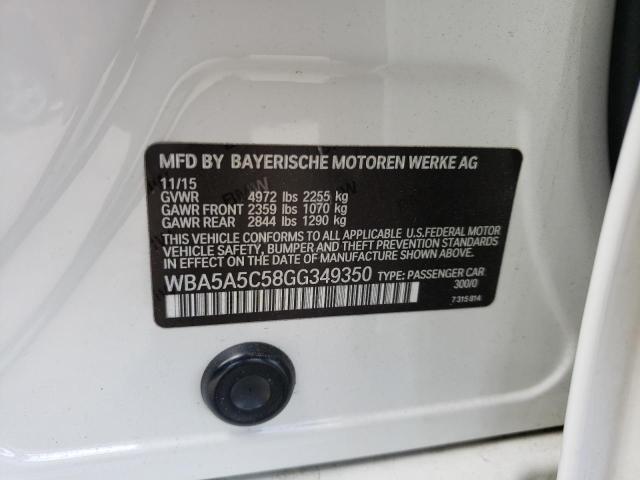 MFD BY BAYERISCHE MOTOREN WERKE AG
11/15
GVWR 4972 lbs 2255 kg
GAWR FRONT 2359 lbs 1070 kg
GAWR REAR 2844 lbs 1290 kg
THIS VEHICLE CONFORMS TO ALL APPLICABLE U.S.FEDERAL MOTOR
VEHICLE SAFETY, BUMPER, AND THEFT PREVENTION STANDARDS
IN EFFECT ON THE DATE OF MANUFACTURE SHOWN ABOVE.
WBA5A5C58GG349350 TYPE: PASSENGER CAR
300/0
7 315 814